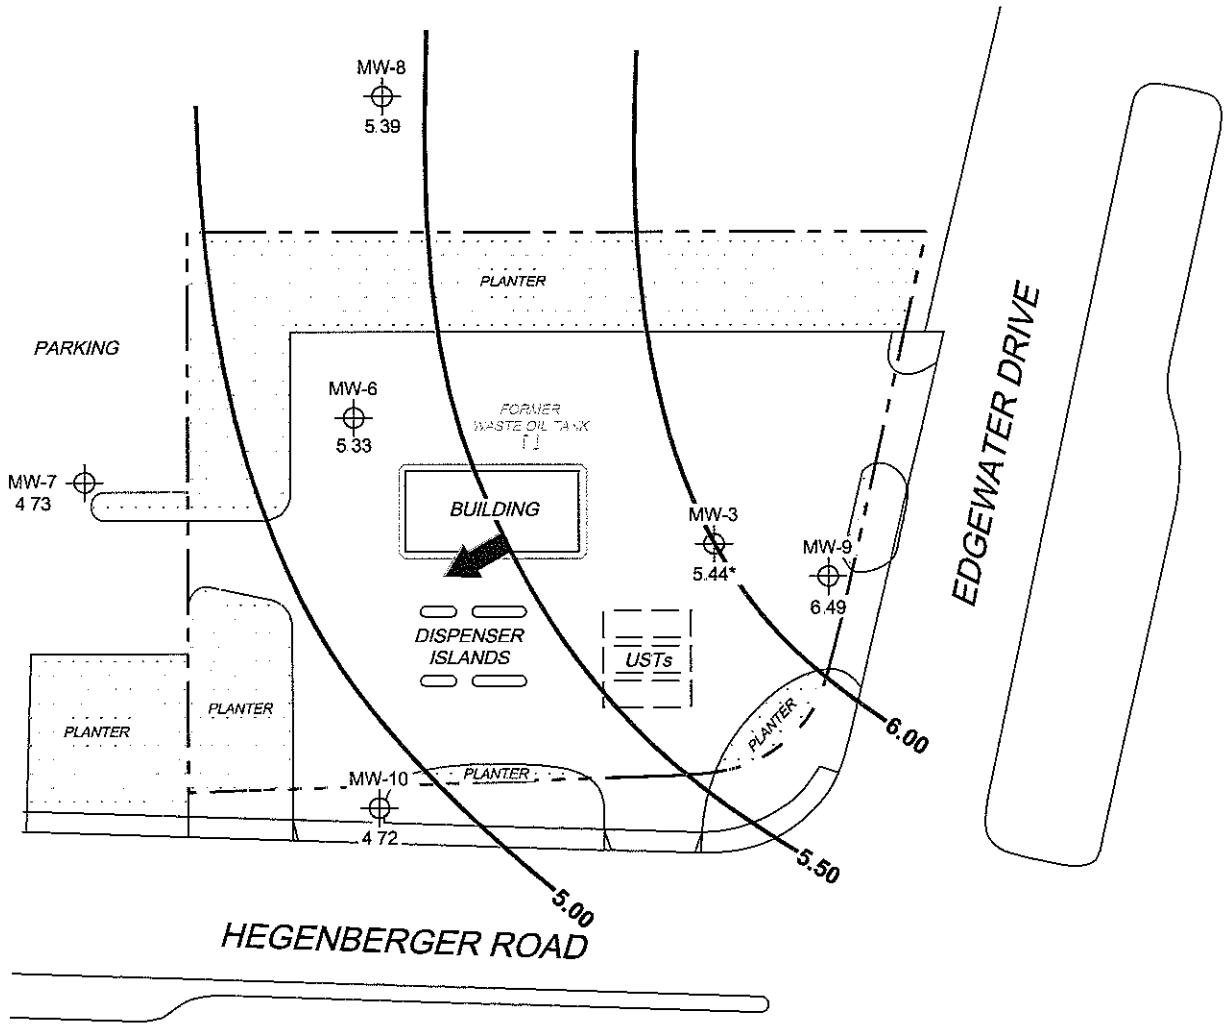 MW-8
5.39
PLANTER
PARKING
EDGEWATER DRIVE
MW-6
5.33
FORMER
WASTE OIL TANK
MW-7
4 73
BUILDING
MW-3
5.44*
MW-9
6.49
DISPENSER
ISLANDS
USTs
PLANTER
PLANTER
PLANTER
6.00
MW-10
4 72
PLANTER
5.50
5.00
HEGENBERGER ROAD